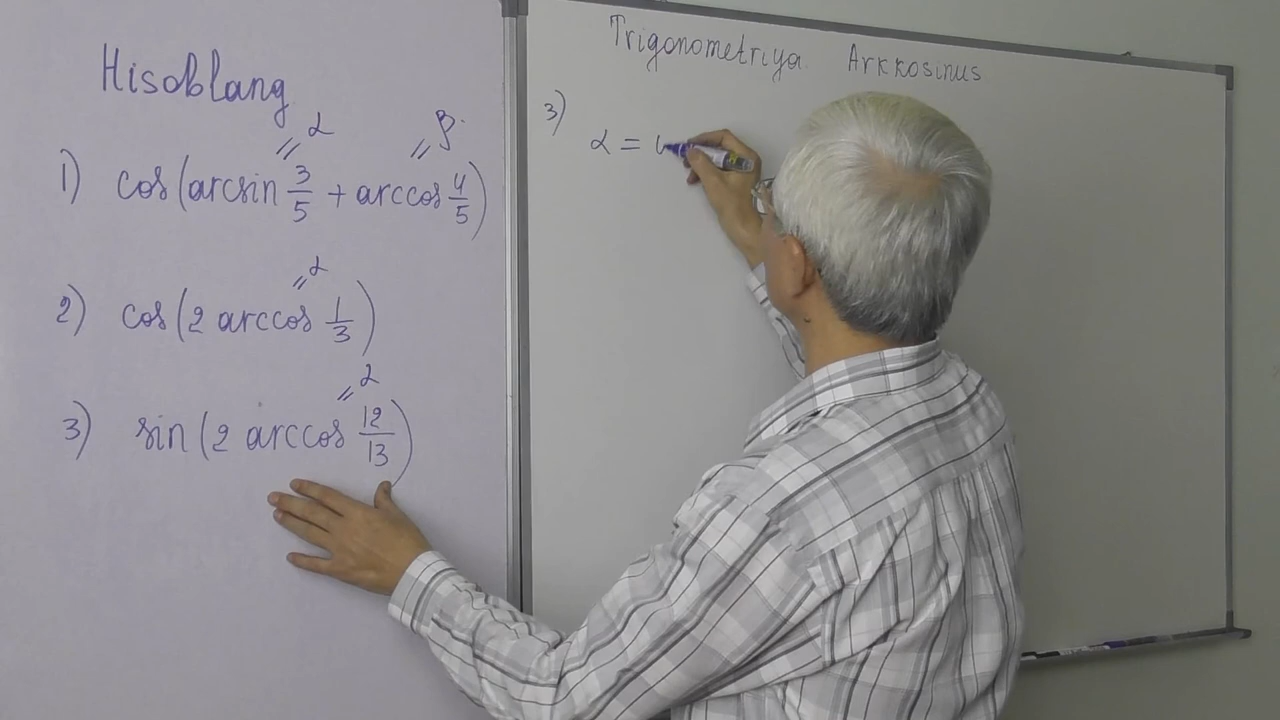 Hisoblang
1) cos(arcsin 3/5 + arccos 4/5)
= α
= β
2) cos(2 arccos 1/3)
= α
3) sin(2 arccos 12/13)
= α
Trigonometriya Arkkosinus
3)
α =